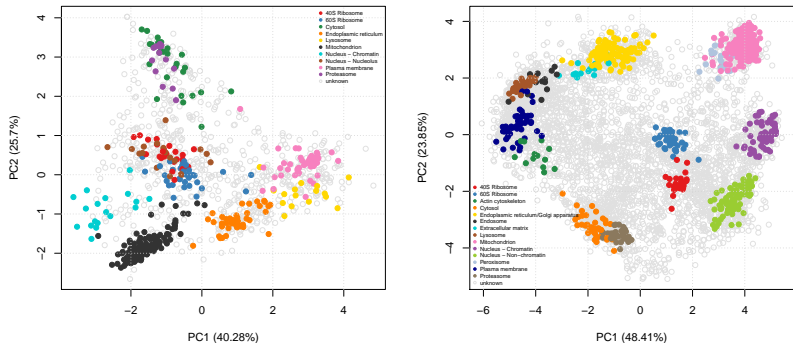 40S Ribosome
60S Ribosome
Cytosol
Endoplasmic reticulum
Lysosome
Mitochondrion
Nucleus − Chromatin
Nucleus − Nucleolus
Plasma membrane
Proteasome
unknown
4
3
2
1
0
−1
−2
PC2 (25.7%)
−2
0
2
4
PC1 (40.28%)
40S Ribosome
60S Ribosome
Actin cytoskeleton
Cytosol
Endoplasmic reticulum/Golgi apparatus
Endosome
Extracellular matrix
Lysosome
Mitochondrion
Nucleus − Chromatin
Nucleus − Non−chromatin
Peroxisome
Plasma membrane
Proteasome
unknown
4
2
0
−2
−4
PC2 (23.85%)
−6
−4
−2
0
2
4
PC1 (48.41%)